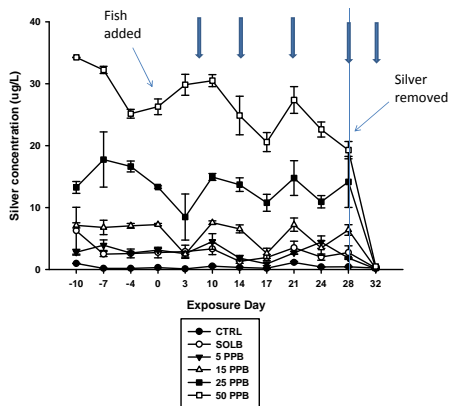 Fish
added
Silver
removed
Silver concentration (ug/L)
40
30
20
10
0
-10 -7 -4 0 3 10 14 17 21 24 28 32
Exposure Day
CTRL
SOLB
5 PPB
15 PPB
25 PPB
50 PPB